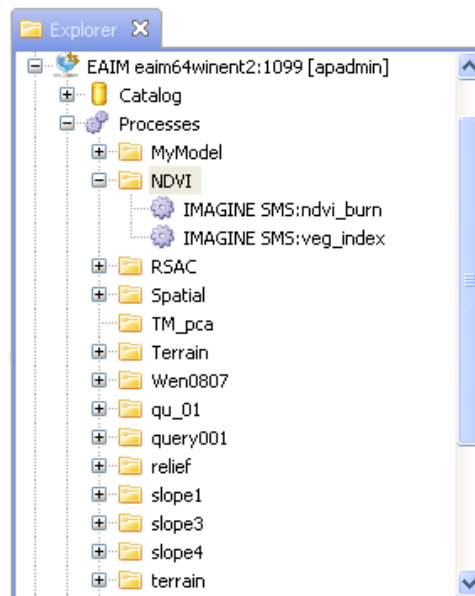 Explorer
EAIM eaim64winent2:1099 [apadmin]
Catalog
Processes
MyModel
NDVI
IMAGINE SMS:ndvi_burn
IMAGINE SMS:veg_index
RSAC
Spatial
TM_pca
Terrain
Wen0807
qu_01
query001
relief
slope1
slope3
slope4
terrain